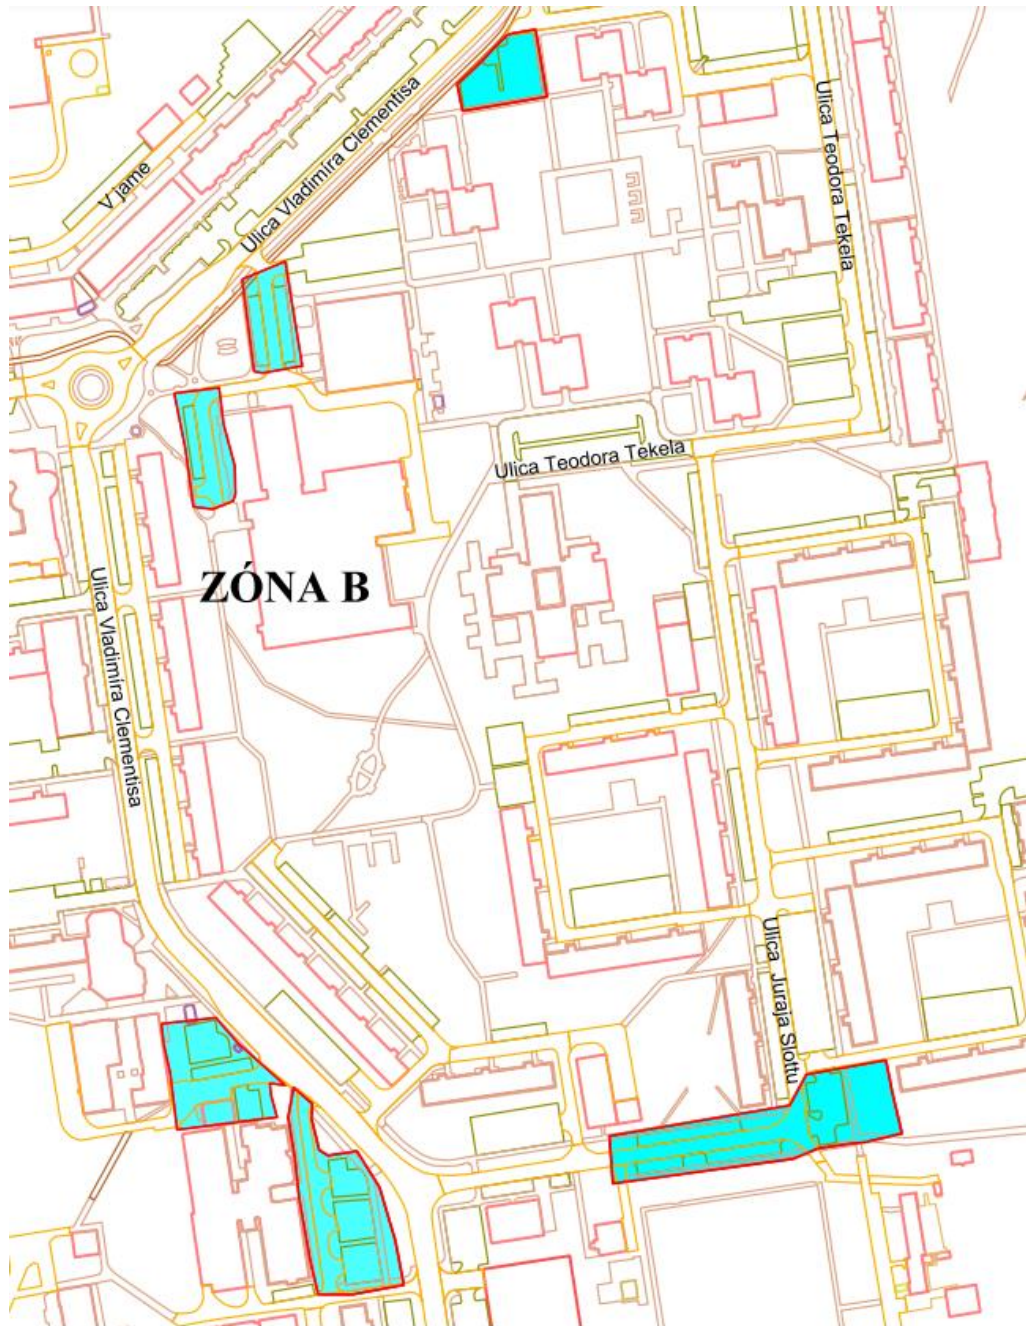 V jame
Ulica Vladimíra Clementisa
Ulica Teodora Tekela
Ulica Teodora Tekela
ZÓNA B
Ulica Vladimíra Clementisa
Ulica Juraja Slottu